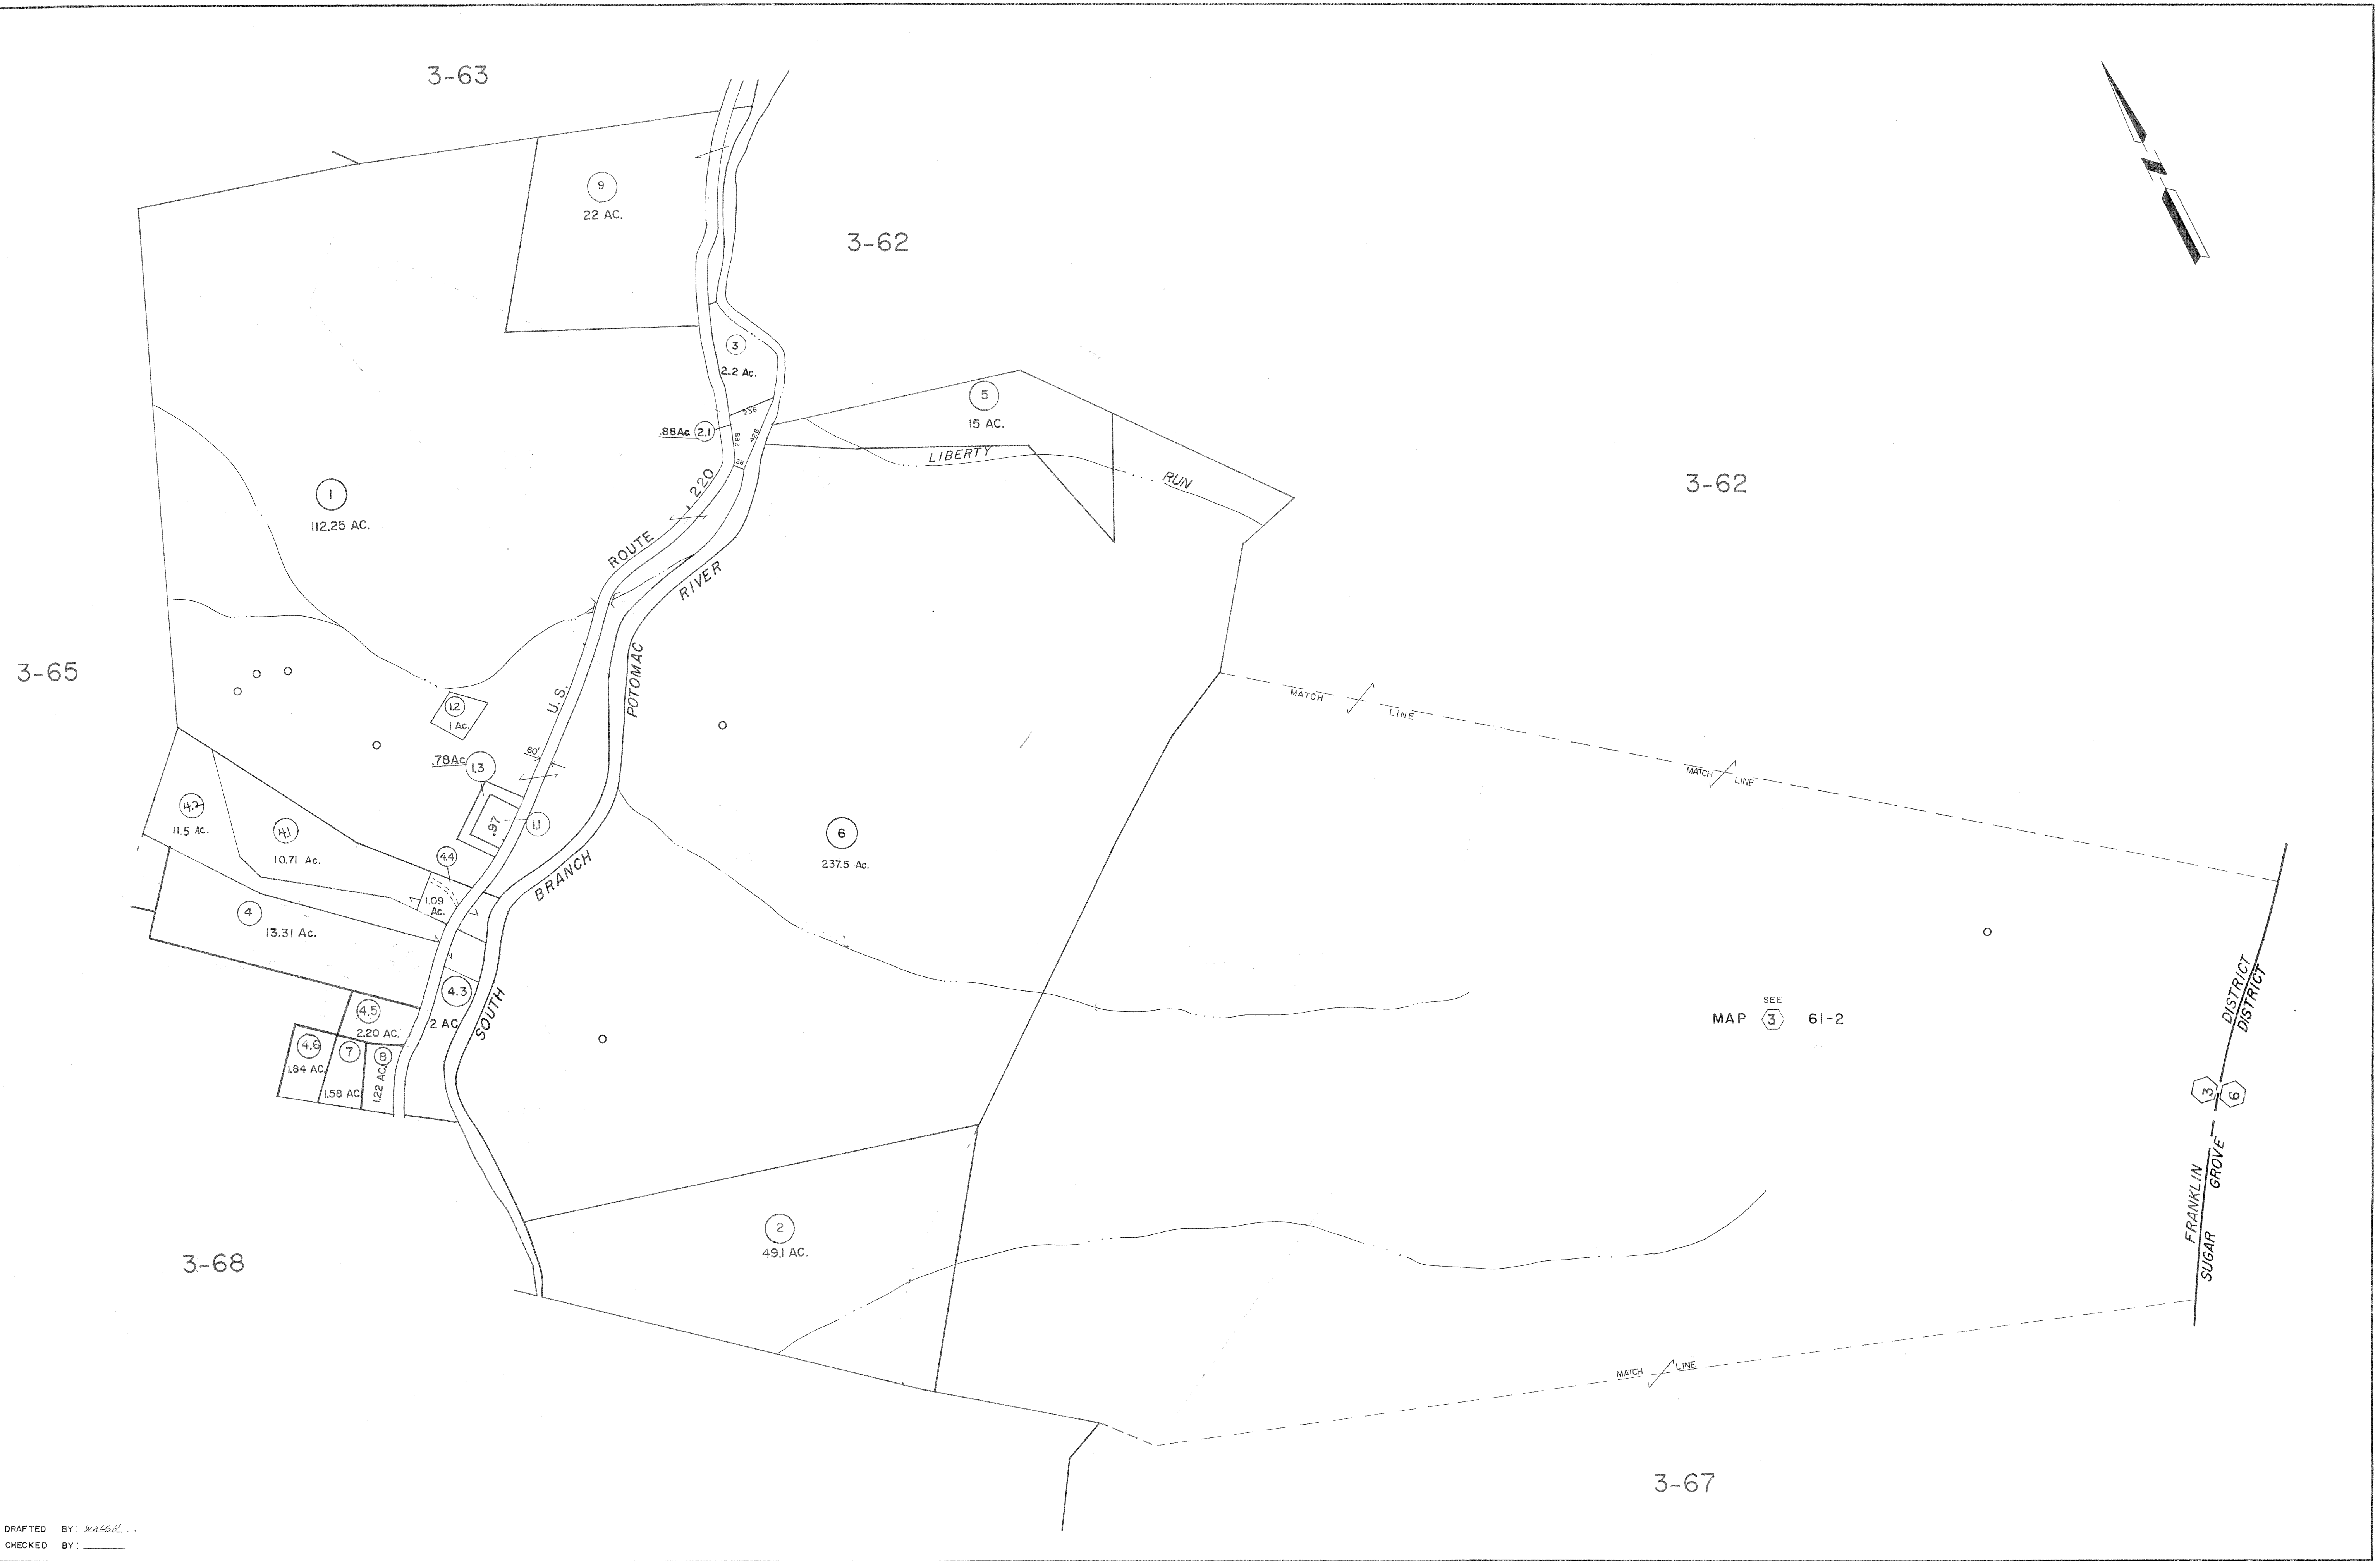 3-63
9
22 AC.
3-62
3
2.2 Ac.
236
.88Ac
2.1
288
428
38
5
15 AC.
LIBERTY
RUN
3-62
1
112.25 AC.
ROUTE 220
RIVER
3-65
U.S.
POTOMAC
1.2
1 Ac.
60'
.78Ac
1.3
.97
1.1
MATCH LINE
MATCH LINE
4.2
11.5 AC.
4.1
10.71 Ac.
6
237.5 Ac.
4.4
1.09
Ac.
BRANCH
4
13.31 Ac.
4.3
2 AC
SOUTH
4.5
2.20 AC.
4.6
1.84 AC.
7
1.58 AC.
8
1.22 AC.
SEE
MAP 3 61-2
DISTRICT
DISTRICT
3
6
FRANKLIN
SUGAR GROVE
2
49.1 AC.
3-68
MATCH LINE
3-67
N
DRAFTED BY: WALSH
CHECKED BY: